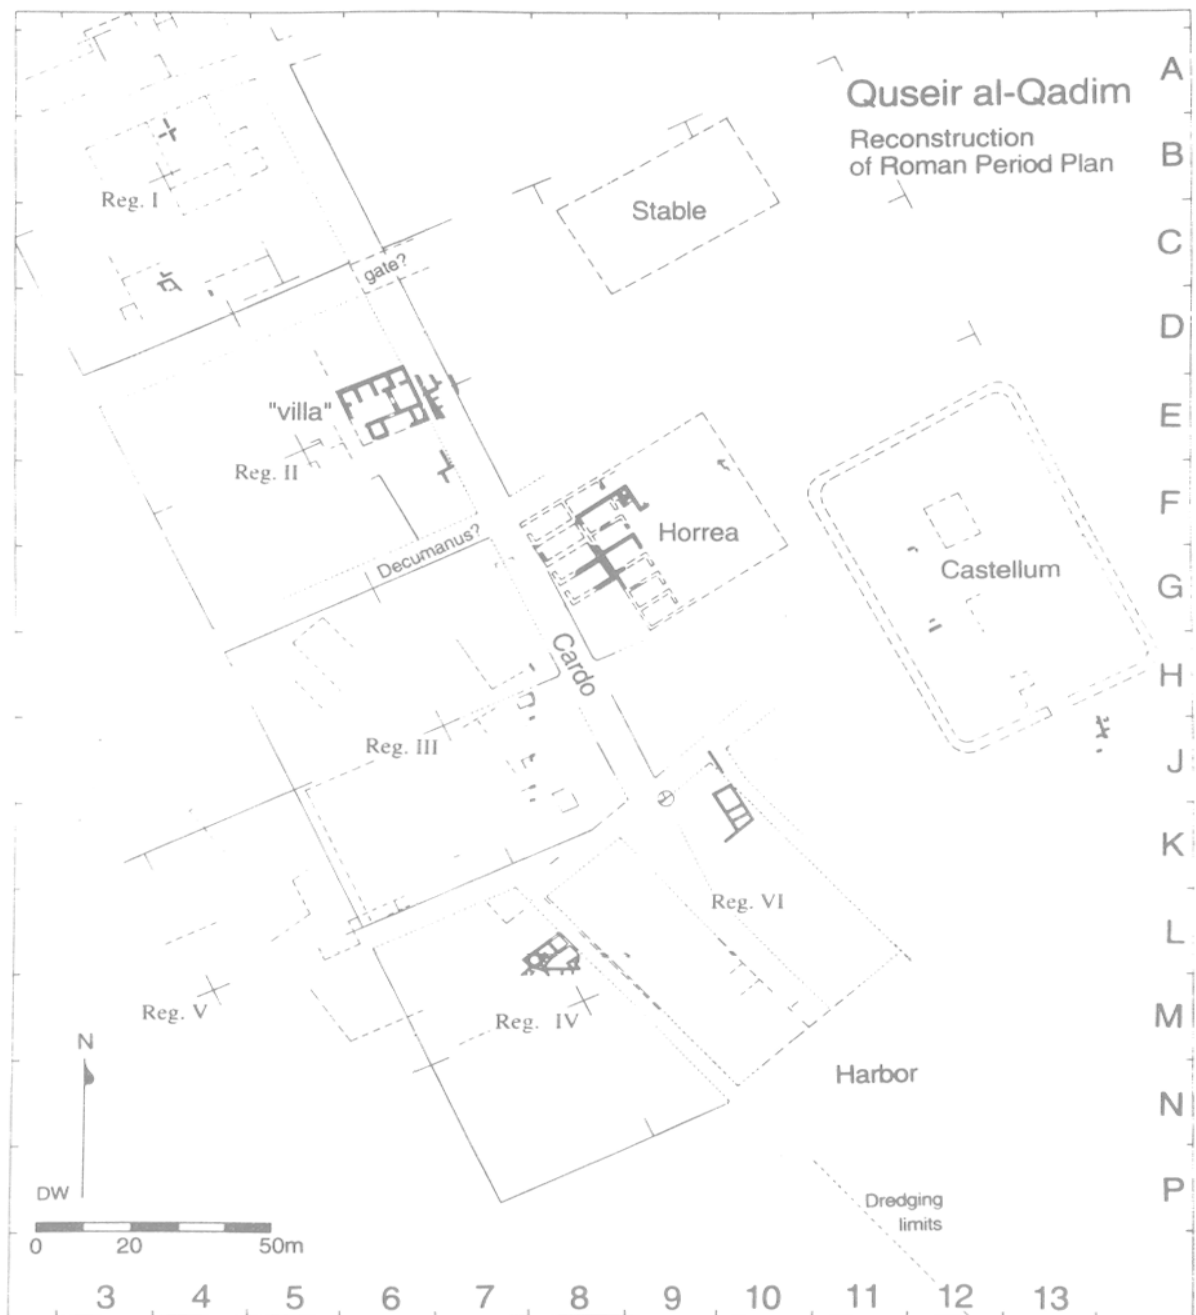 A
Quseir al-Qadim
Reconstruction
of Roman Period Plan
B
Reg. I
Stable
C
gate?
D
"villa"
E
Reg. II
F
Horrea
Decumanus?
Castellum
G
Cardo
H
Reg. III
J
K
Reg. VI
L
Reg. V
Reg. IV
M
N
Harbor
N
P
DW
Dredging
limits
0 20 50m
3 4 5 6 7 8 9 10 11 12 13